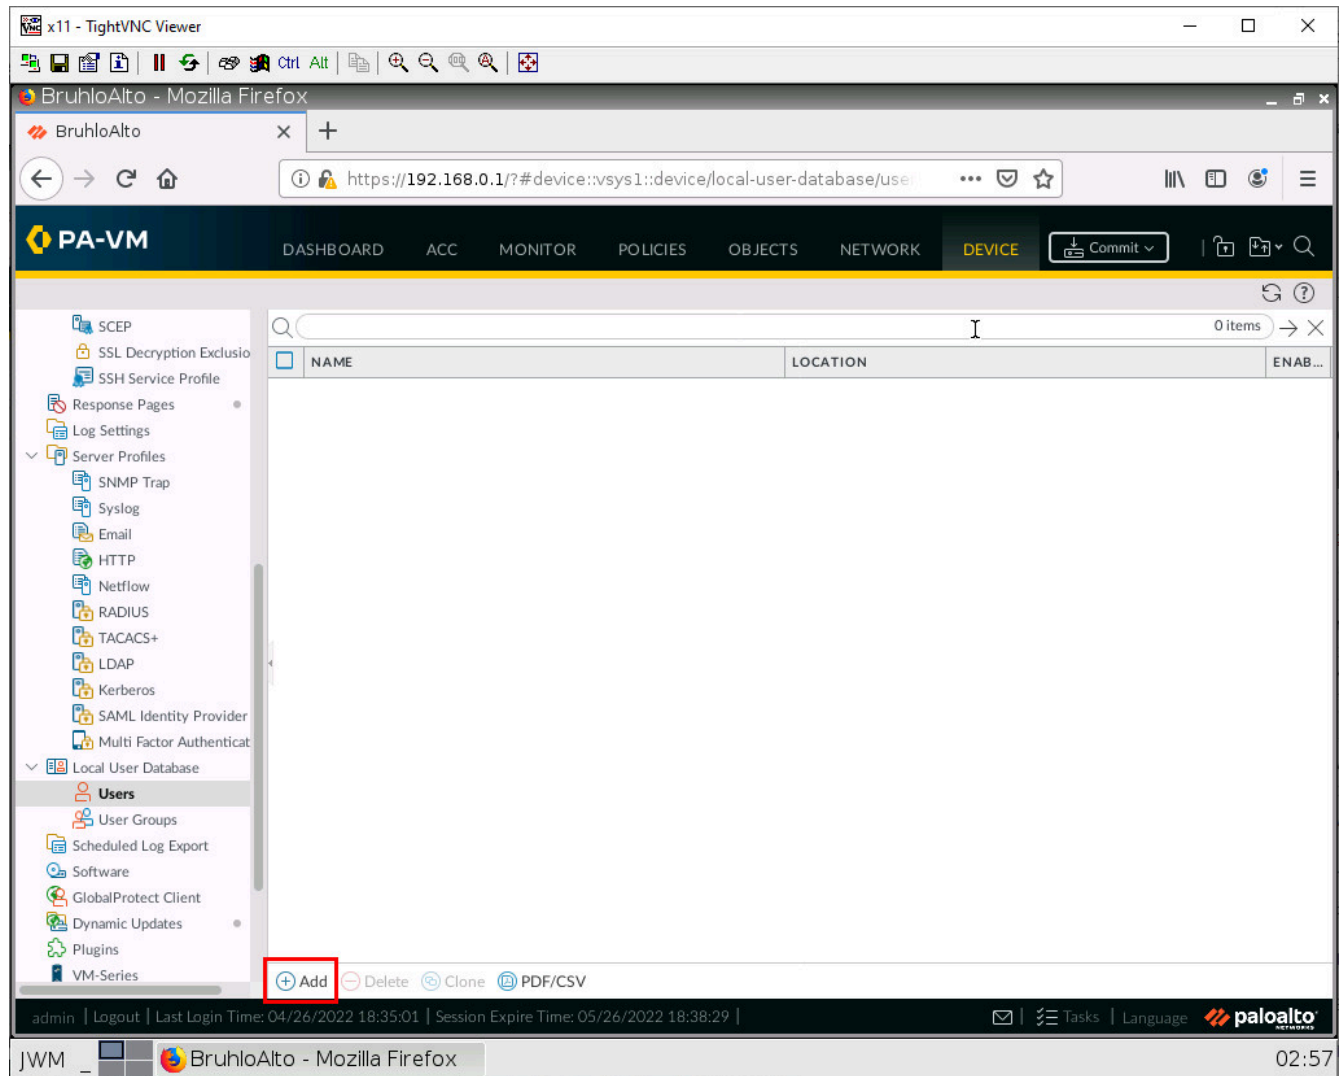 x11 - TightVNC Viewer
Ctrl Alt
BruhloAlto - Mozilla Firefox
BruhloAlto
https://192.168.0.1/?#device::vsys1::device/local-user-database/user
PA-VM
DASHBOARD ACC MONITOR POLICIES OBJECTS NETWORK DEVICE Commit
0 items
NAME LOCATION ENAB...
SCEP
SSL Decryption Exclusio
SSH Service Profile
Response Pages
Log Settings
Server Profiles
SNMP Trap
Syslog
Email
HTTP
Netflow
RADIUS
TACACS+
LDAP
Kerberos
SAML Identity Provider
Multi Factor Authenticat
Local User Database
Users
User Groups
Scheduled Log Export
Software
GlobalProtect Client
Dynamic Updates
Plugins
VM-Series
Add Delete Clone PDF/CSV
admin | Logout | Last Login Time: 04/26/2022 18:35:01 | Session Expire Time: 05/26/2022 18:38:29 | | Tasks | Language paloalto NETWORKS
JWM _ BruhloAlto - Mozilla Firefox 02:57